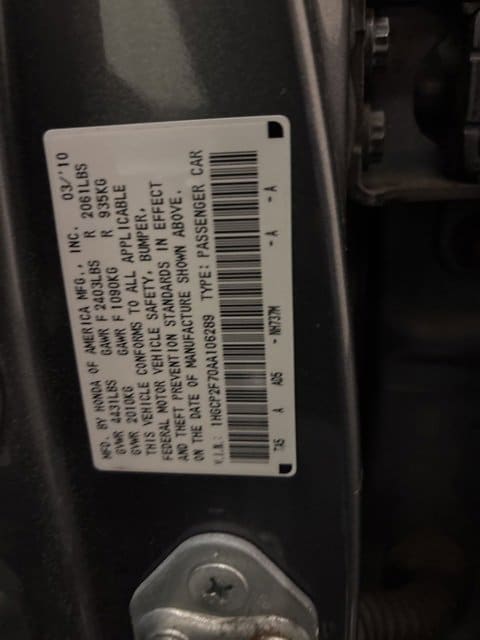 MFD. BY HONDA OF AMERICA MFG., INC. 03/'10
GVWR 4431LBS GAWR F 2403LBS R 2061LBS
GVWR 2010KG GAWR F 1090KG R 935KG
THIS VEHICLE CONFORMS TO ALL APPLICABLE
FEDERAL MOTOR VEHICLE SAFETY, BUMPER,
AND THEFT PREVENTION STANDARDS IN EFFECT
ON THE DATE OF MANUFACTURE SHOWN ABOVE.
V.I.N.: 1HGCP2F70AA106289 TYPE: PASSENGER CAR
TA5 A A05 - NH737M - A - A